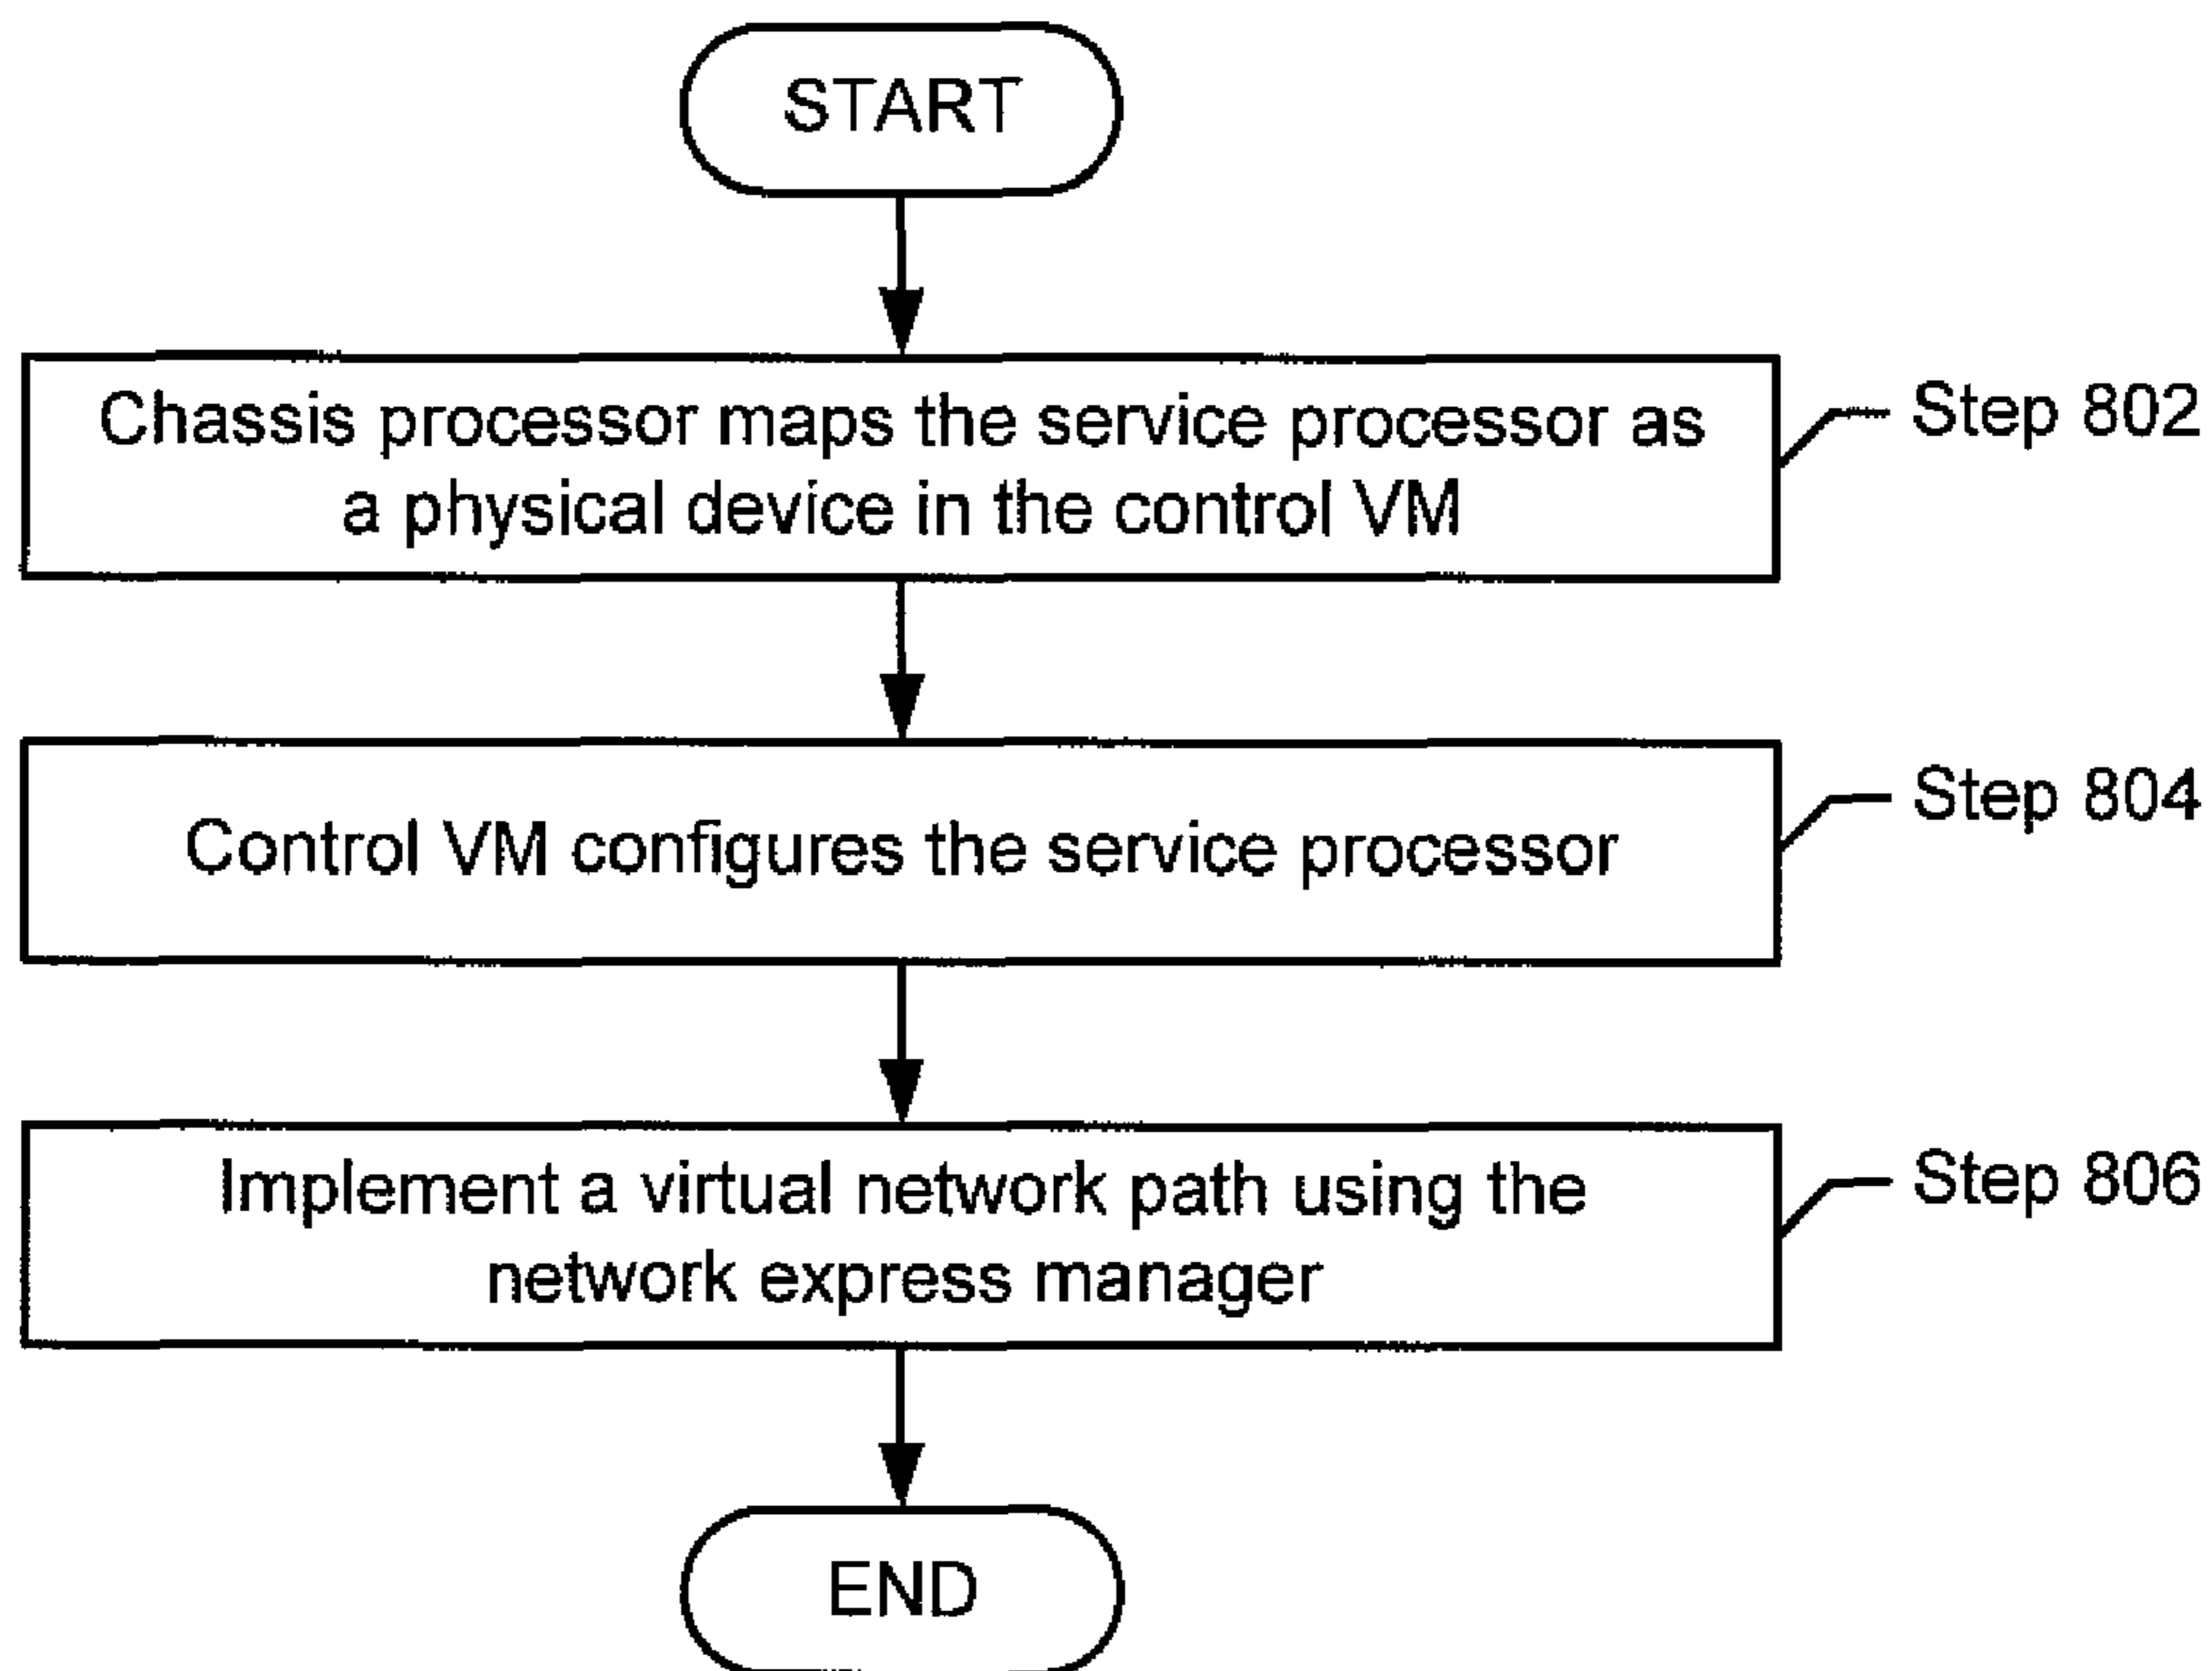 START
Chassis processor maps the service processor as
a physical device in the control VM
Step 802
Control VM configures the service processor
Step 804
Implement a virtual network path using the
network express manager
Step 806
END